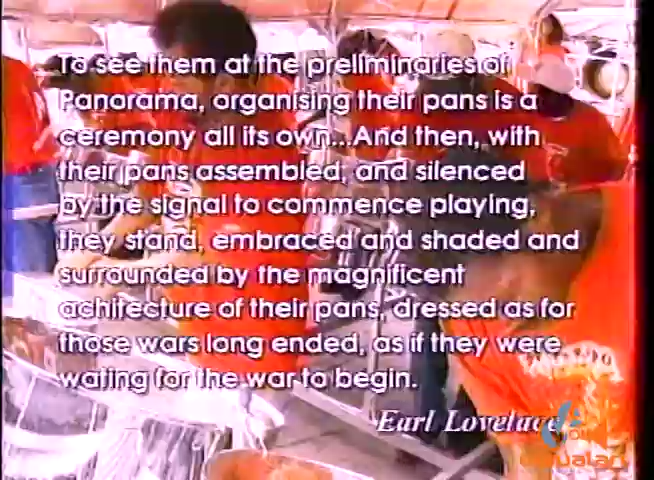 To see them at the preliminaries of
Panorama, organising their pans is a
ceremony all its own...And then, with
their pans assembled, and silenced
by the signal to commence playing,
they stand, embraced and shaded and
surrounded by the magnificent
achitecture of their pans, dressed as for
those wars long ended, as if they were
wating for the war to begin.
Earl Lovelace